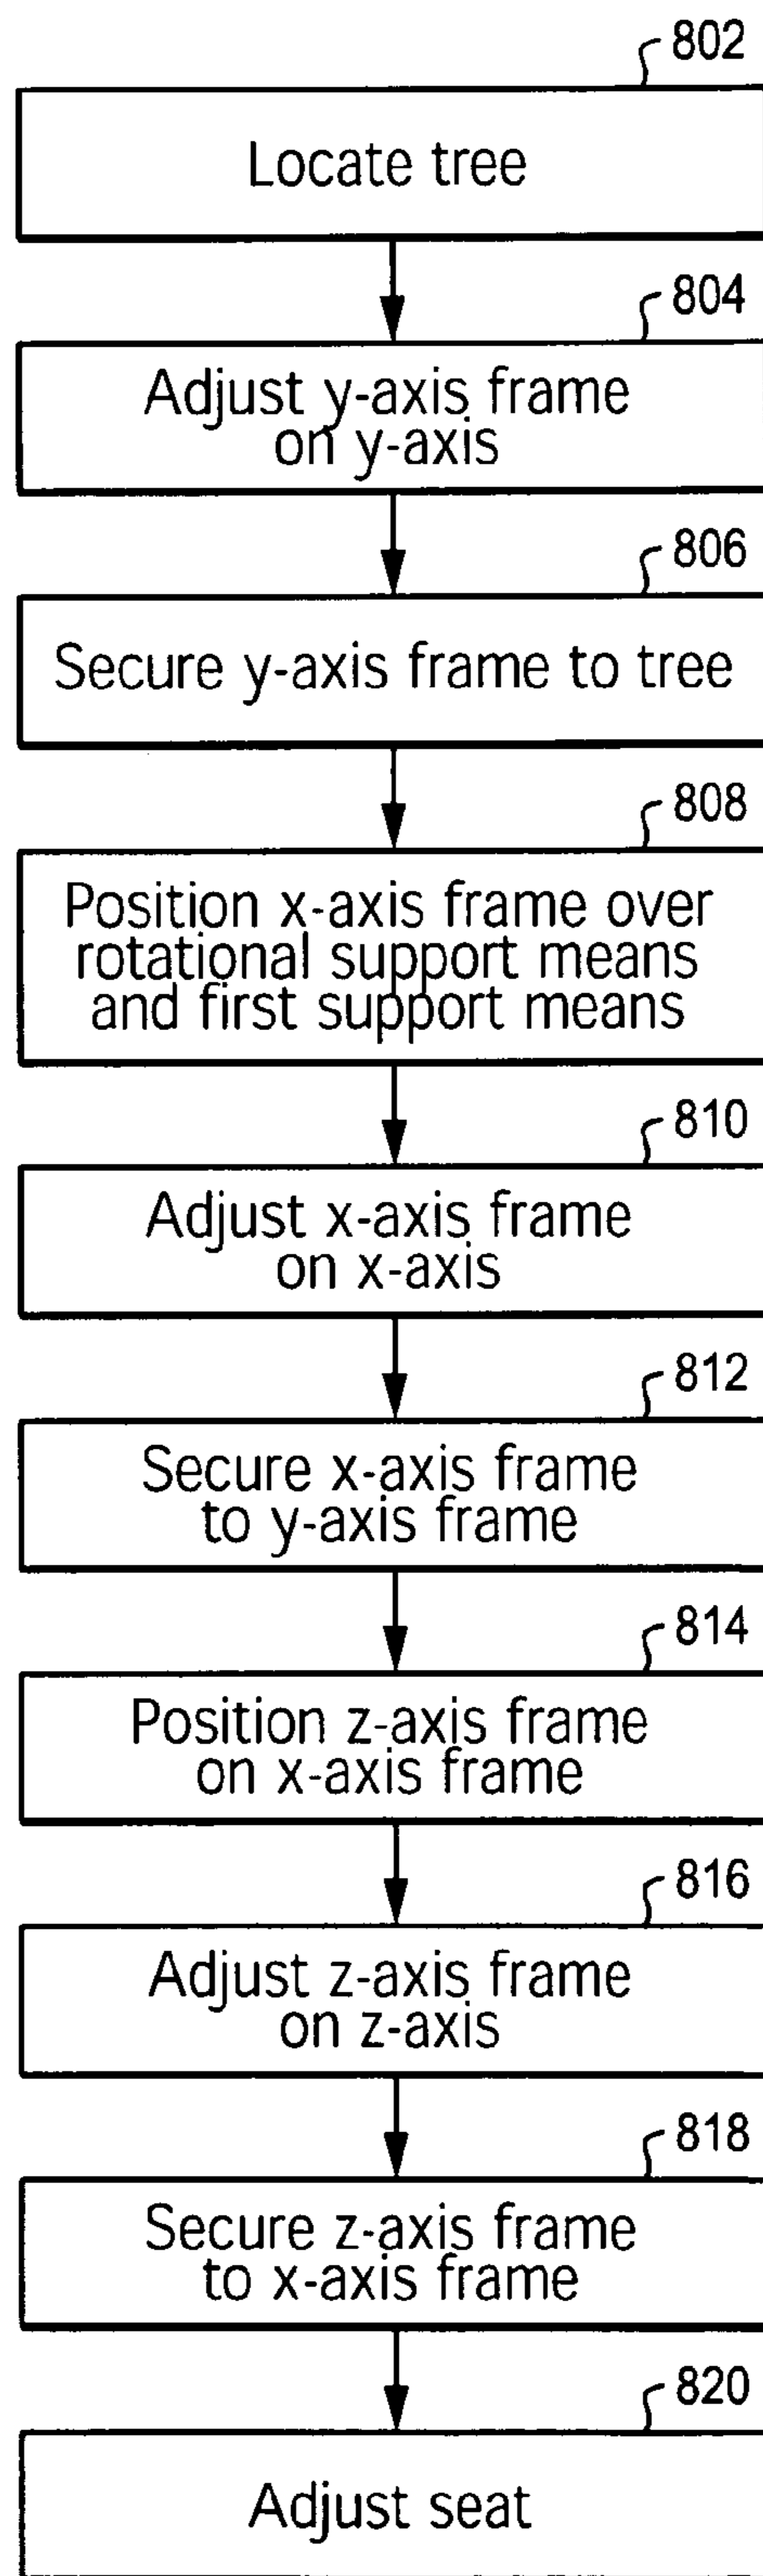 802
Locate tree
804
Adjust y-axis frame
on y-axis
806
Secure y-axis frame to tree
808
Position x-axis frame over
rotational support means
and first support means
810
Adjust x-axis frame
on x-axis
812
Secure x-axis frame
to y-axis frame
814
Position z-axis frame
on x-axis frame
816
Adjust z-axis frame
on z-axis
818
Secure z-axis frame
to x-axis frame
820
Adjust seat